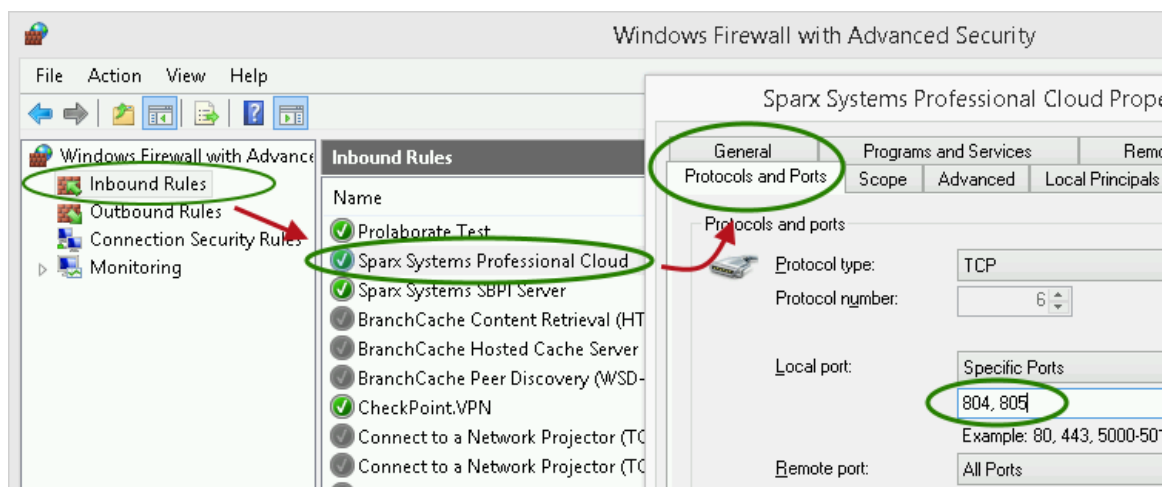 Windows Firewall with Advanced Security
File Action View Help
Windows Firewall with Advance
Inbound Rules
Outbound Rules
Connection Security Rules
Monitoring
Inbound Rules
Name
Prolaborate Test
Sparx Systems Professional Cloud
Sparx Systems SBPI Server
BranchCache Content Retrieval (HT
BranchCache Hosted Cache Server
BranchCache Peer Discovery (WSD-
CheckPoint.VPN
Connect to a Network Projector (TC
Connect to a Network Projector (TC
Sparx Systems Professional Cloud Prope
General Programs and Services Remo
Protocols and Ports Scope Advanced Local Principals
Protocols and ports
Protocol type: TCP
Protocol number: 6
Local port: Specific Ports
804, 805
Example: 80, 443, 5000-501
Remote port: All Ports